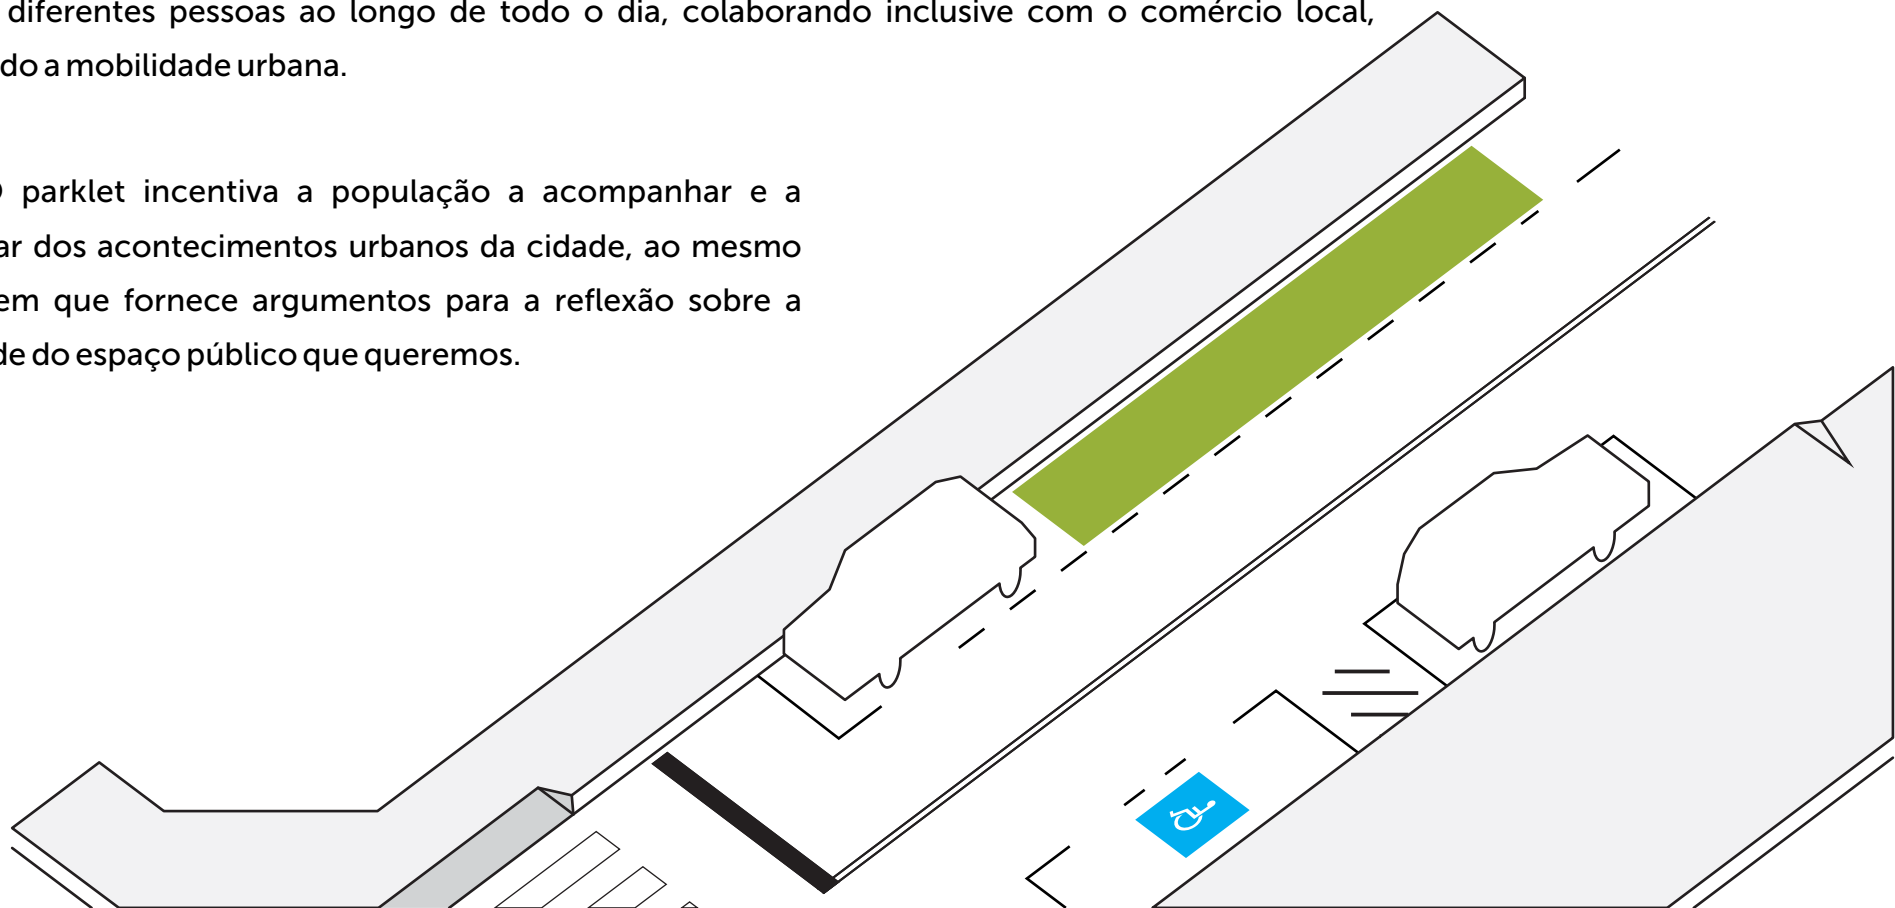 diferentes pessoas ao longo de todo o dia, colaborando inclusive com o comércio local,
do a mobilidade urbana.
parklet incentiva a população a acompanhar e a
ar dos acontecimentos urbanos da cidade, ao mesmo
em que fornece argumentos para a reflexão sobre a
de do espaço público que queremos.